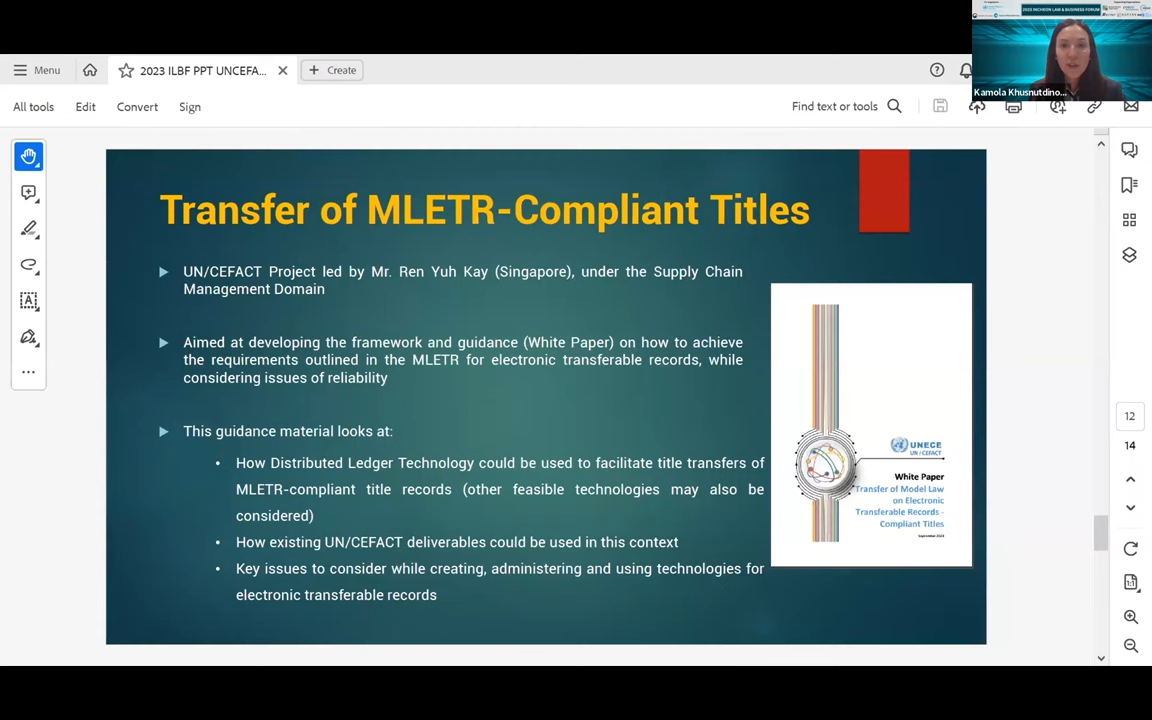 2023 INCHEON LAW & BUSINESS FORUM
Kamola Khusnutdino...
Menu
2023 ILBF PPT UNCEFA...
Create
All tools
Edit
Convert
Sign
Find text or tools
Transfer of MLETR-Compliant Titles
UN/CEFACT Project led by Mr. Ren Yuh Kay (Singapore), under the Supply Chain
Management Domain
Aimed at developing the framework and guidance (White Paper) on how to achieve
the requirements outlined in the MLETR for electronic transferable records, while
considering issues of reliability
This guidance material looks at:
• How Distributed Ledger Technology could be used to facilitate title transfers of
MLETR-compliant title records (other feasible technologies may also be
considered)
• How existing UN/CEFACT deliverables could be used in this context
• Key issues to consider while creating, administering and using technologies for
electronic transferable records
UNECE
UN / CEFACT
White Paper
Transfer of Model Law
on Electronic
Transferable Records -
Compliant Titles
12
14
1:1